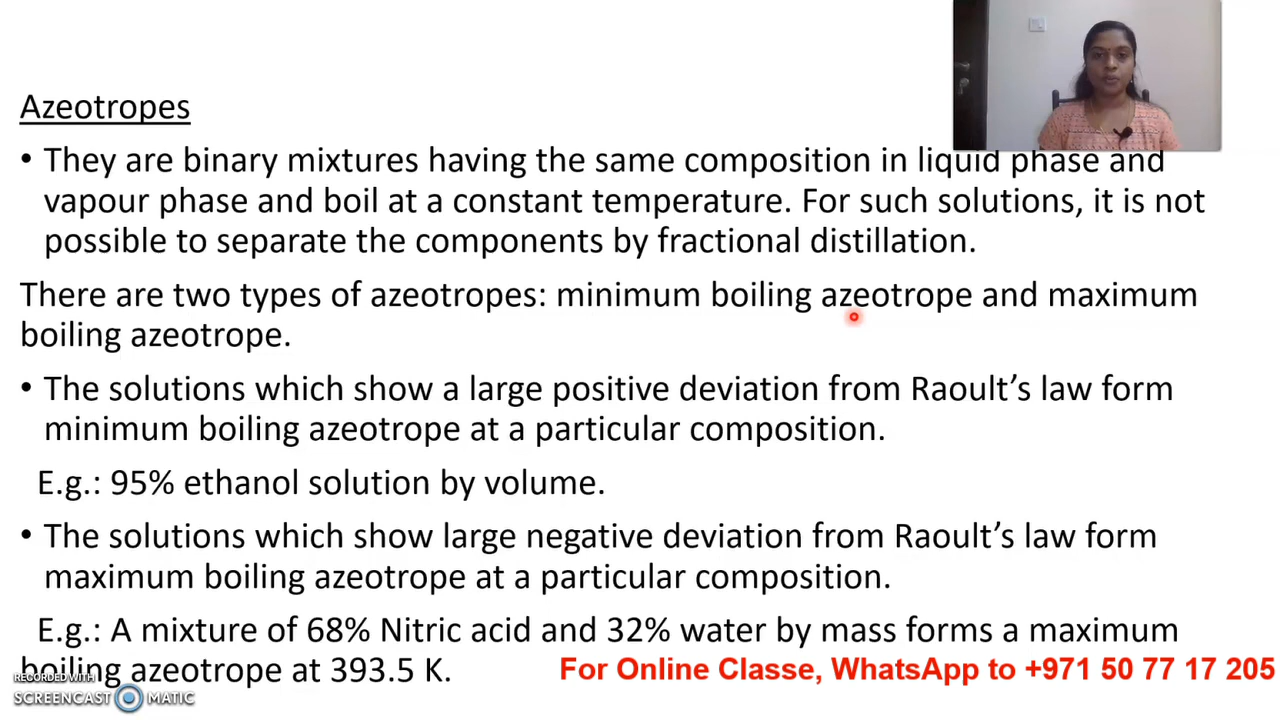 Azeotropes
• They are binary mixtures having the same composition in liquid phase and
vapour phase and boil at a constant temperature. For such solutions, it is not
possible to separate the components by fractional distillation.
There are two types of azeotropes: minimum boiling azeotrope and maximum
boiling azeotrope.
• The solutions which show a large positive deviation from Raoult’s law form
minimum boiling azeotrope at a particular composition.
E.g.: 95% ethanol solution by volume.
• The solutions which show large negative deviation from Raoult’s law form
maximum boiling azeotrope at a particular composition.
E.g.: A mixture of 68% Nitric acid and 32% water by mass forms a maximum
boiling azeotrope at 393.5 K.
For Online Classe, WhatsApp to +971 50 77 17 205
RECORDED WITH
SCREENCAST MATIC